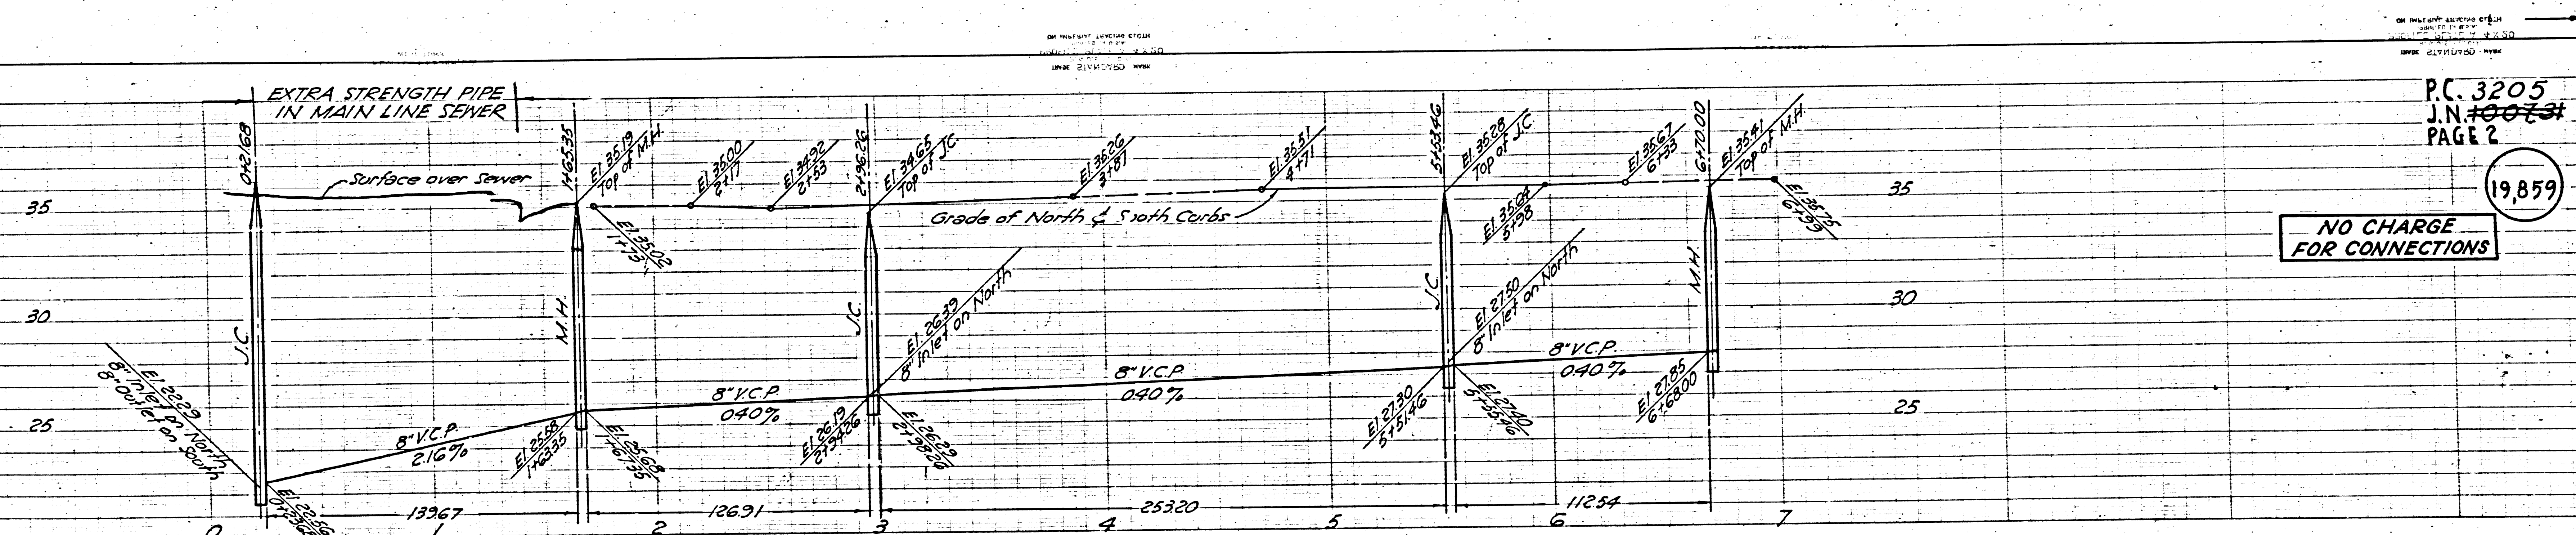 P.C. 3205
J.N. 100731
PAGE 2
19,859
NO CHARGE
FOR CONNECTIONS
EXTRA STRENGTH PIPE
IN MAIN LINE SEWER
0+21.68
Surface over Sewer
1+65.35
El. 35.19
Top of M.H.
El. 35.02
1+73
El. 35.00
2+17
El. 34.92
2+53
2+96.26
El. 34.65
Top of J.C.
El. 35.26
3+87
El. 35.51
4+71
Grade of North & South Curbs
5+53.46
El. 35.28
Top of J.C.
El. 35.64
5+98
El. 35.67
6+33
6+70.00
El. 35.41
Top of M.H.
El. 35.75
6+99
35
35
30
30
25
25
J.C.
M.H.
J.C.
J.C.
M.H.
El. 22.29
8" Inlet on North
8" Outlet on South
El. 22.56
8" V.C.P.
2.16%
El. 25.58
1+63.35
El. 25.68
1+67.35
8" V.C.P.
0.40%
El. 26.19
2+94.26
El. 26.29
2+98.26
El. 26.39
8" Inlet on North
8" V.C.P.
0.40%
El. 27.30
5+51.46
El. 27.40
5+55.46
El. 27.50
8" Inlet on North
8" V.C.P.
0.40%
El. 27.85
6+68.00
139.67
126.91
253.20
112.54
0 1 2 3 4 5 6 7